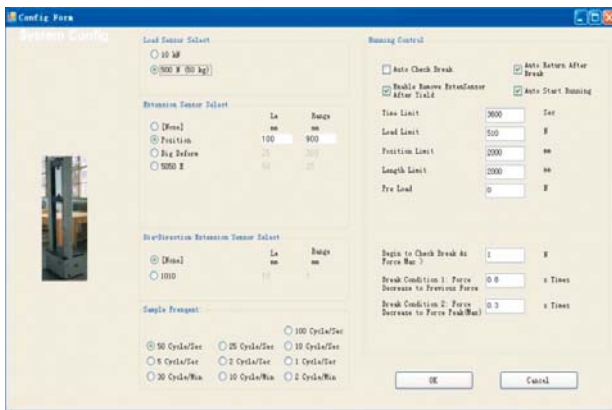 Config Form
System Config
Load Sensor Select
10 kN
500 N (50 kg)
Extension Sensor Select
Lo Range
mm mm
[None]
Position 100 900
Big Deform
5050 E
Dia-Direction Extension Sensor Select
Lo Range
mm mm
[None]
1010
Sample Freqent
100 Cycle/Sec
50 Cycle/Sec 25 Cycle/Sec 10 Cycle/Sec
5 Cycle/Sec 2 Cycle/Sec 1 Cycle/Sec
30 Cycle/Min 10 Cycle/Min 2 Cycle/Min
Running Control
Auto Check Break
Auto Return After
Break
Enable Remove ExtenSensor
After Yield
Auto Start Running
Time Limit 3600 Sec
Load Limit 510 N
Position Limit 2000 mm
Length Limit 2000 mm
Pre Load 0 N
Begin to Check Break As
Force Max > 1 N
Break Condition 1: Force
Decrease to Previous Force 0.8 x Times
Break Condition 2: Force
Decrease to Force Peak(Max) 0.3 x Times
OK Cancel